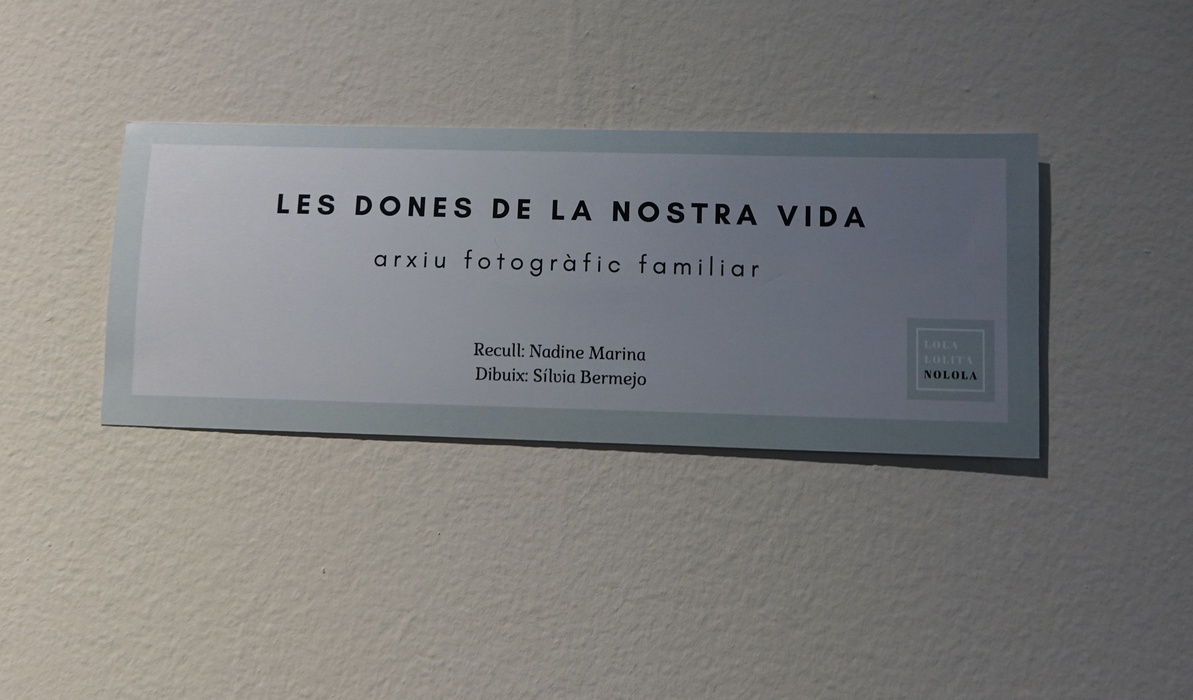 LES DONES DE LA NOSTRA VIDA
arxiu fotogràfic familiar
Recull: Nadine Marina
Dibuix: Sílvia Bermejo
LOLA
LOLITA
NOLOLA